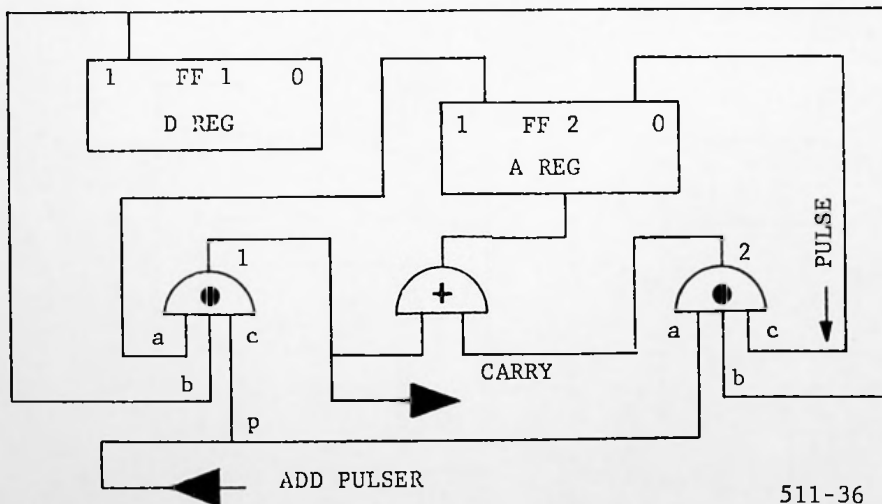 1 FF 1 0
D REG
1 FF 2 0
A REG
PULSE
1
+
2
a
c
b
a
c
b
CARRY
p
ADD PULSER
511-36